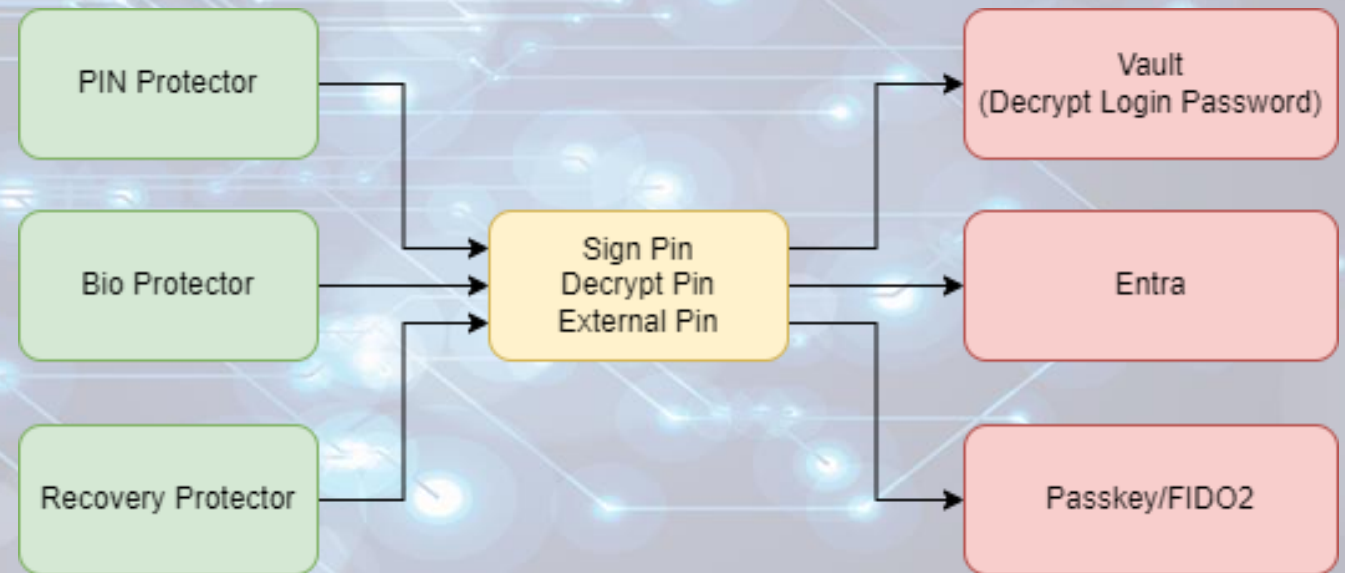 PIN Protector
Bio Protector
Recovery Protector
Sign Pin
Decrypt Pin
External Pin
Vault
(Decrypt Login Password)
Entra
Passkey/FIDO2